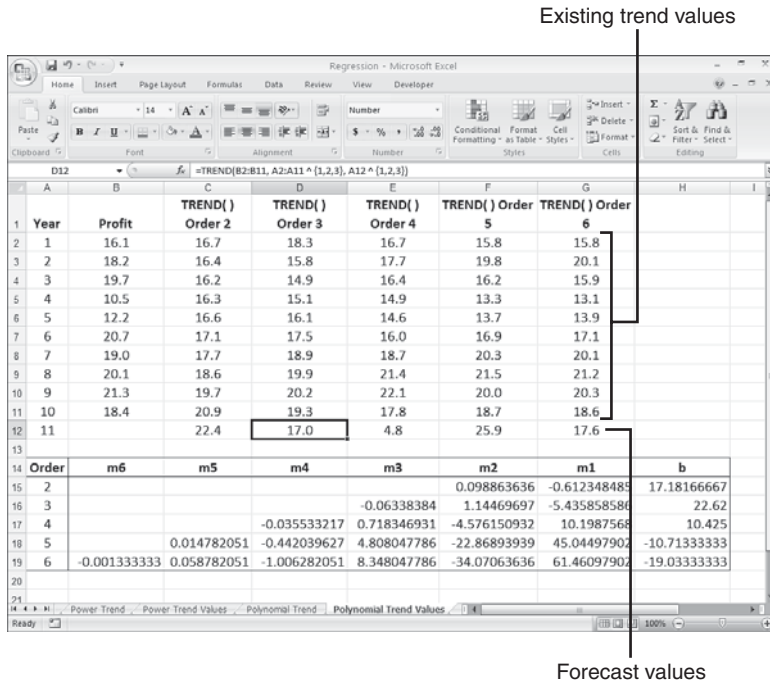 Existing trend values
Regression - Microsoft Excel
Home Insert Page Layout Formulas Data Review View Developer
Paste
Calibri 14 A A
B I U A
Number
$ % ,
Conditional Formatting
Format as Table
Cell Styles
Insert
Delete
Format
Σ
Sort & Filter
Find & Select
Clipboard Font Alignment Number Styles Cells Editing
D12 fx =TREND(B2:B11, A2:A11 ^ {1,2,3}, A12 ^ {1,2,3})
A B C D E F G H I
TREND( ) TREND( ) TREND( ) TREND( ) Order TREND( ) Order
1 Year Profit Order 2 Order 3 Order 4 5 6
2 1 16.1 16.7 18.3 16.7 15.8 15.8
3 2 18.2 16.4 15.8 17.7 19.8 20.1
4 3 19.7 16.2 14.9 16.4 16.2 15.9
5 4 10.5 16.3 15.1 14.9 13.3 13.1
6 5 12.2 16.6 16.1 14.6 13.7 13.9
7 6 20.7 17.1 17.5 16.0 16.9 17.1
8 7 19.0 17.7 18.9 18.7 20.3 20.1
9 8 20.1 18.6 19.9 21.4 21.5 21.2
10 9 21.3 19.7 20.2 22.1 20.0 20.3
11 10 18.4 20.9 19.3 17.8 18.7 18.6
12 11 22.4 17.0 4.8 25.9 17.6
13
14 Order m6 m5 m4 m3 m2 m1 b
15 2 0.098863636 -0.612348485 17.18166667
16 3 -0.06338384 1.14469697 -5.435858586 22.62
17 4 -0.035533217 0.718346931 -4.576150932 10.1987568 10.425
18 5 0.014782051 -0.442039627 4.808047786 -22.86893939 45.04497902 -10.71333333
19 6 -0.001333333 0.058782051 -1.006282051 8.348047786 -34.07063636 61.46097902 -19.03333333
20
21
Power Trend Power Trend Values Polynomial Trend Polynomial Trend Values
Ready 100%
Forecast values